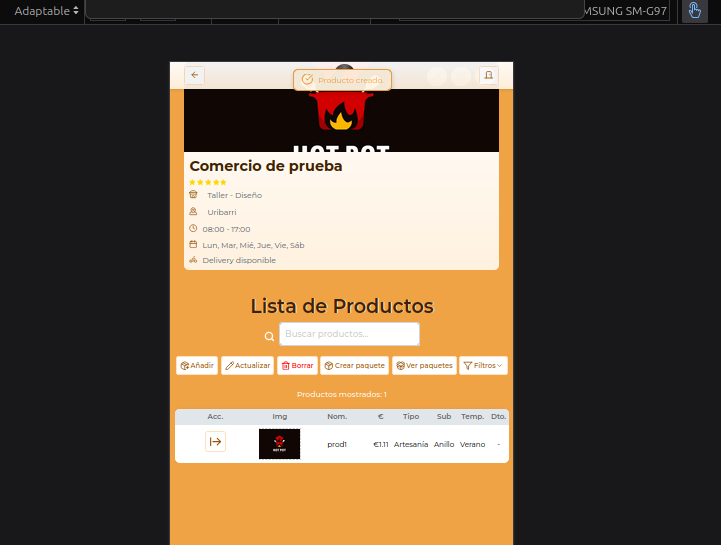 Adaptable
MSUNG SM-G97
Producto creado.
HOT POT
Comercio de prueba
Taller - Diseño
Uribarri
08:00 - 17:00
Lun, Mar, Mié, Jue, Vie, Sáb
Delivery disponible
Lista de Productos
Buscar productos...
Añadir Actualizar Borrar Crear paquete Ver paquetes Filtros
Productos mostrados: 1
Acc. Img Nom. € Tipo Sub Temp. Dto.
HOT POT prod1 €1.11 Artesanía Anillo Verano -